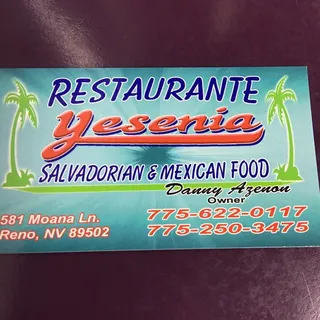 RESTAURANTE
Yesenia
SALVADORIAN & MEXICAN FOOD
Danny Azenon
Owner
581 Moana Ln.
Reno, NV 89502
775-622-0117
775-250-3475